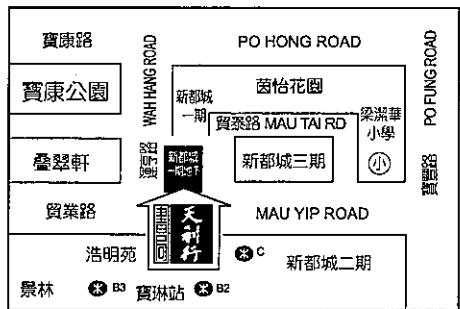 寶康路
PO HONG ROAD
寶康公園
WAH HANG ROAD
新都城
一期
茵怡花園
貿泰路 MAU TAI RD
梁潔華
小學
小
PO FUNG ROAD
寶豐路
疊翠軒
運亨路
新都城
一期地下
新都城三期
貿業路
天利行
MAU YIP ROAD
浩明苑
C
新都城二期
景林
B3
寶琳站
B2